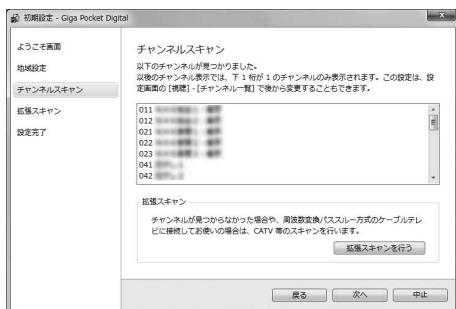 初期設定 - Giga Pocket Digital
ようこそ画面
地域設定
チャンネルスキャン
拡張スキャン
設定完了
チャンネルスキャン
以下のチャンネルが見つかりました。
以後のチャンネル表示では、下 1 桁が 1 のチャンネルのみ表示されます。この設定は、設
定画面の [視聴] - [チャンネル一覧] で後から変更することもできます。
011
012
021
022
023
041
042
拡張スキャン
チャンネルが見つからなかった場合や、周波数変換パススルー方式のケーブルテレ
ビに接続してお使いの場合は、CATV 帯のスキャンを行います。
拡張スキャンを行う
戻る
次へ
中止